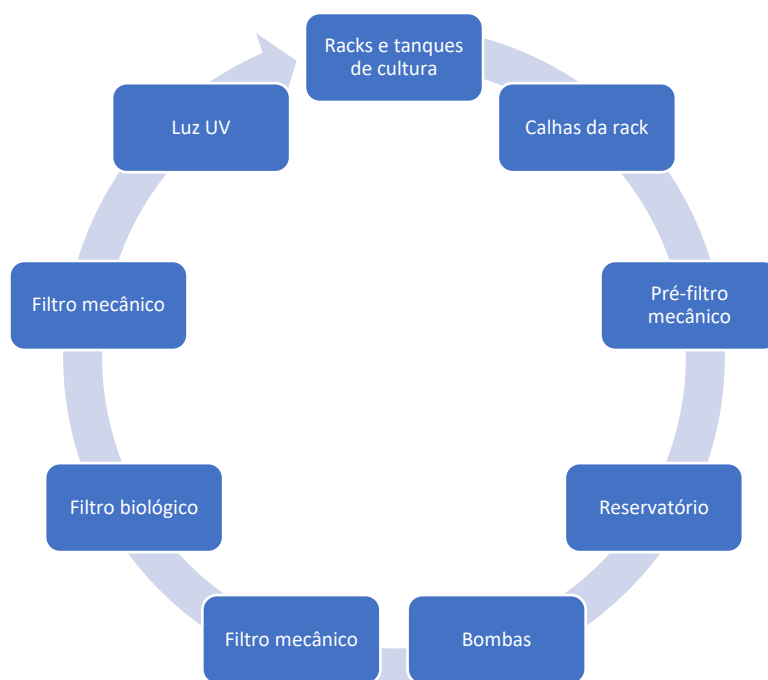 Racks e tanques
de cultura
Calhas da rack
Pré-filtro
mecânico
Reservatório
Bombas
Filtro mecânico
Filtro biológico
Filtro mecânico
Luz UV